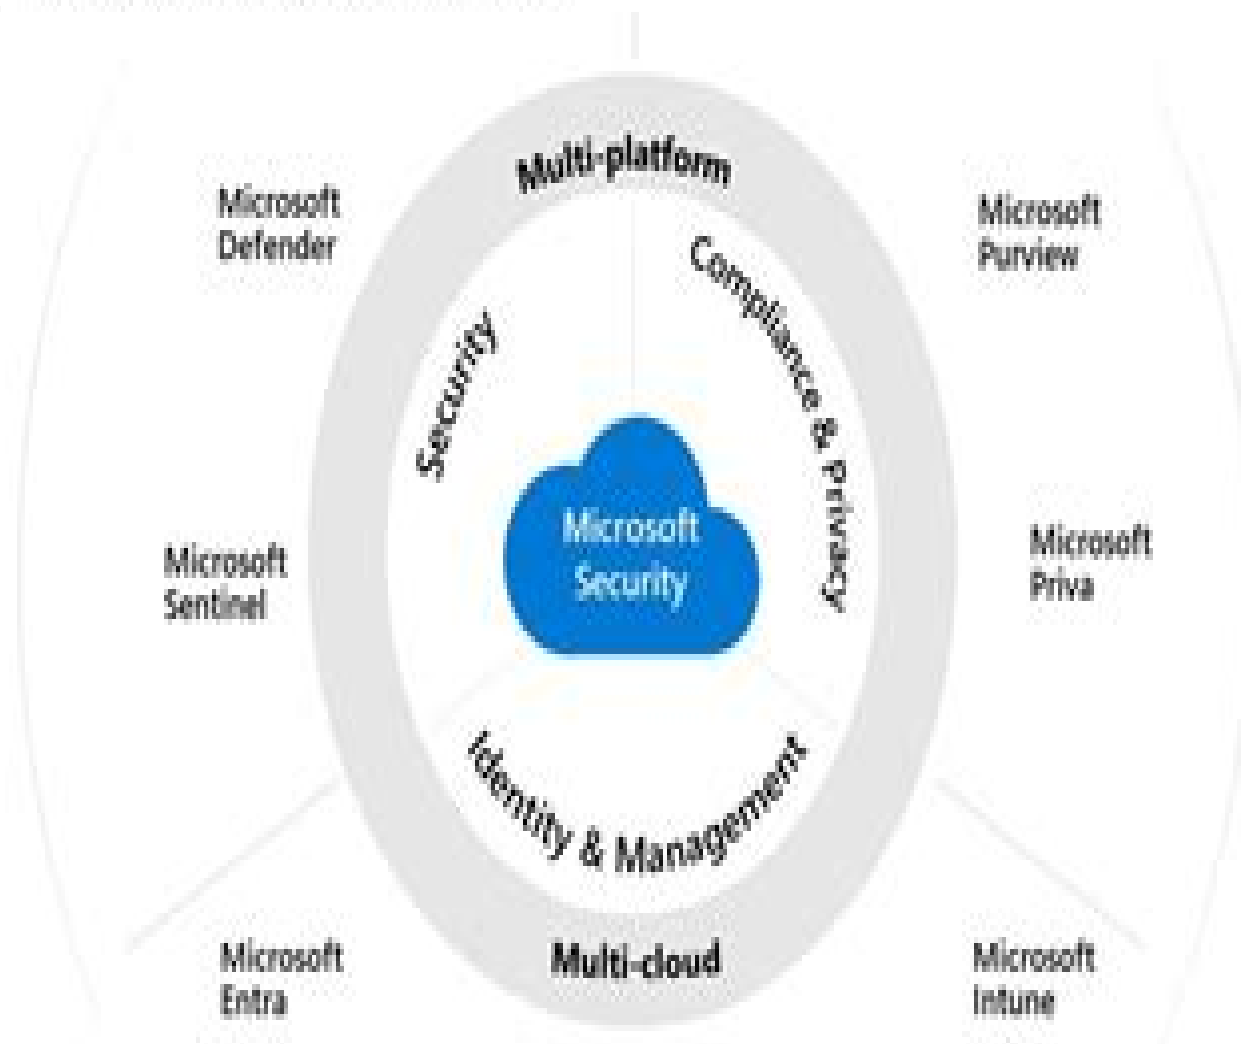 Multi-platform
Microsoft
Defender
Microsoft
Purview
Security
Compliance & Privacy
Microsoft
Security
Microsoft
Sentinel
Microsoft
Priva
Identity & Management
Multi-cloud
Microsoft
Entra
Microsoft
Intune